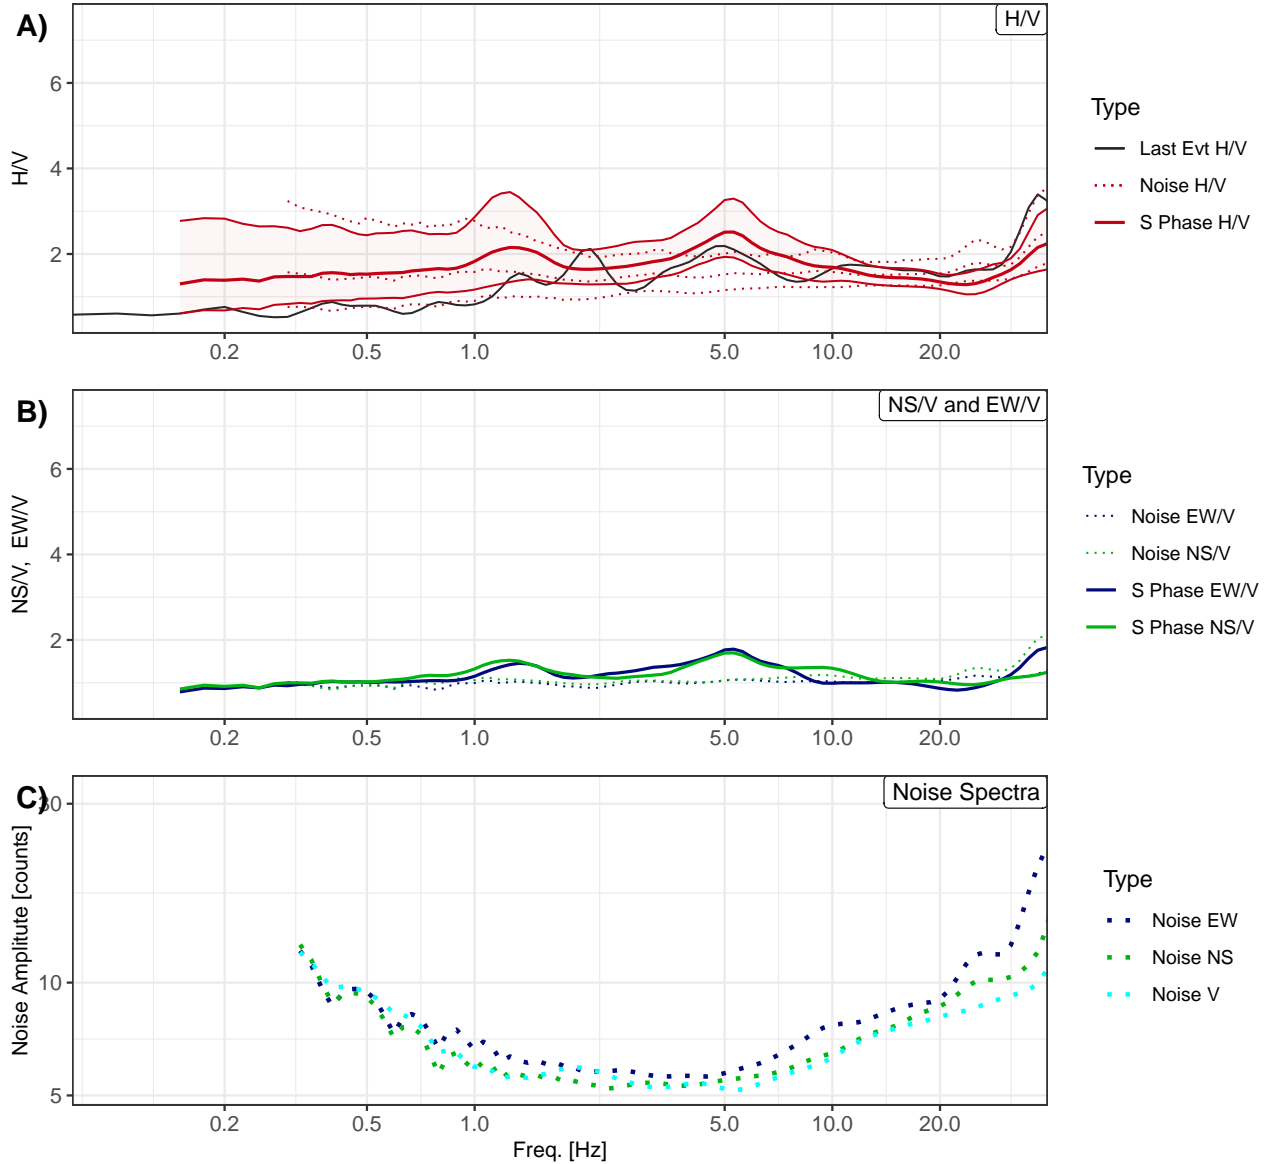 A)
H/V
6
4
2
H/V
0.2 0.5 1.0 5.0 10.0 20.0
Type
Last Evt H/V
Noise H/V
S Phase H/V
B)
NS/V and EW/V
6
4
2
NS/V, EW/V
0.2 0.5 1.0 5.0 10.0 20.0
Type
Noise EW/V
Noise NS/V
S Phase EW/V
S Phase NS/V
C)
Noise Spectra
30
10
5
Noise Amplitute [counts]
0.2 0.5 1.0 5.0 10.0 20.0
Freq. [Hz]
Type
Noise EW
Noise NS
Noise V